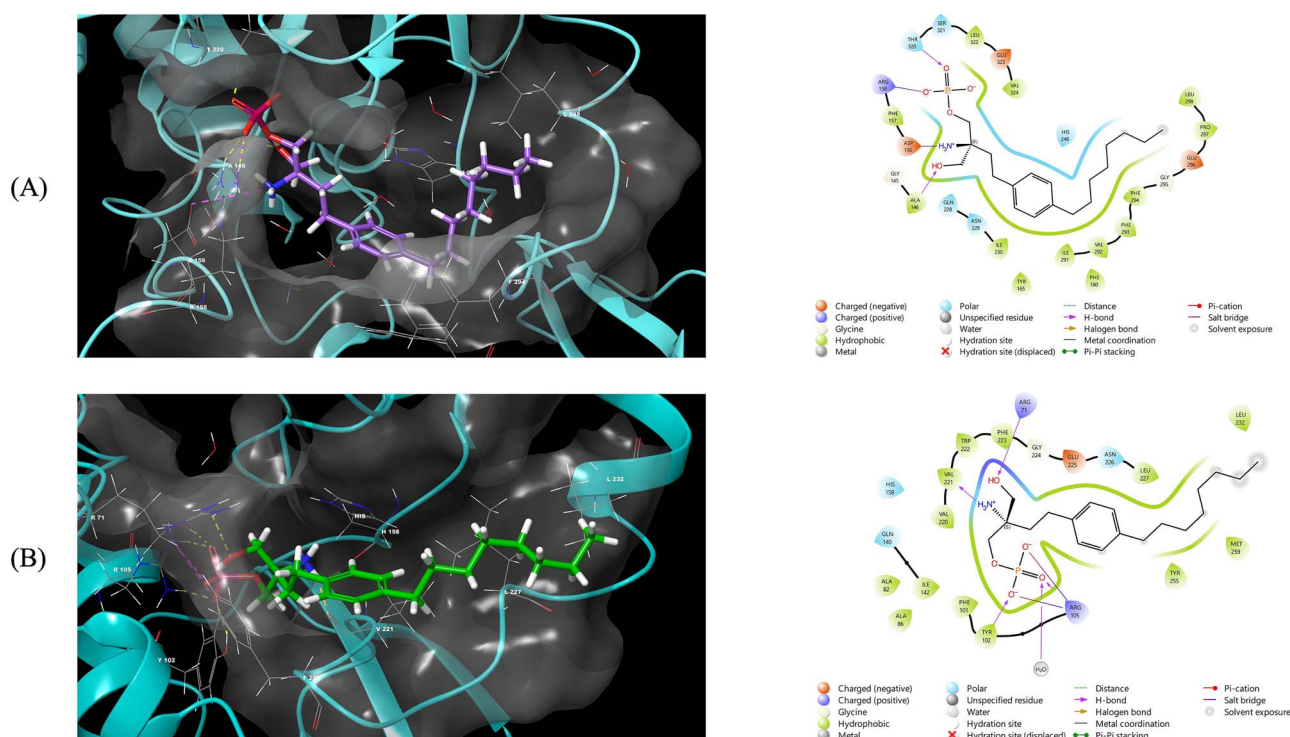 (A)
T 320
A 146
L 298
F 294
R 158
SER 321
LEU 322
THR 320
GLU 323
VAL 324
ARG 158
PHE 157
ASP 156
GLY 145
ALA 146
GLN 228
ASN 229
ILE 230
TYR 165
HIS 248
LEU 298
PRO 297
GLU 296
GLY 295
PHE 294
PHE 293
VAL 292
ILE 291
PHE 180
O
O⁻
P
O⁻
O
H₃N⁺
HO
Charged (negative)
Charged (positive)
Glycine
Hydrophobic
Metal
Polar
Unspecified residue
Water
Hydration site
Hydration site (displaced)
Distance
H-bond
Halogen bond
Metal coordination
Pi-Pi stacking
Pi-cation
Salt bridge
Solvent exposure
(B)
R 71
HIS
H 158
L 232
R 105
L 227
V 221
Y 102
ARG 71
PHE 223
TRP 222
GLY 224
GLU 225
ASN 226
LEU 227
LEU 232
VAL 221
HIS 158
VAL 220
GLN 140
ALA 82
ILE 142
ALA 86
PHE 101
TYR 102
ARG 105
TYR 255
MET 259
H₂O
HO
H₃N⁺
O⁻
O
P
O
O⁻
Charged (negative)
Charged (positive)
Glycine
Hydrophobic
Metal
Polar
Unspecified residue
Water
Hydration site
Hydration site (displaced)
Distance
H-bond
Halogen bond
Metal coordination
Pi-Pi stacking
Pi-cation
Salt bridge
Solvent exposure